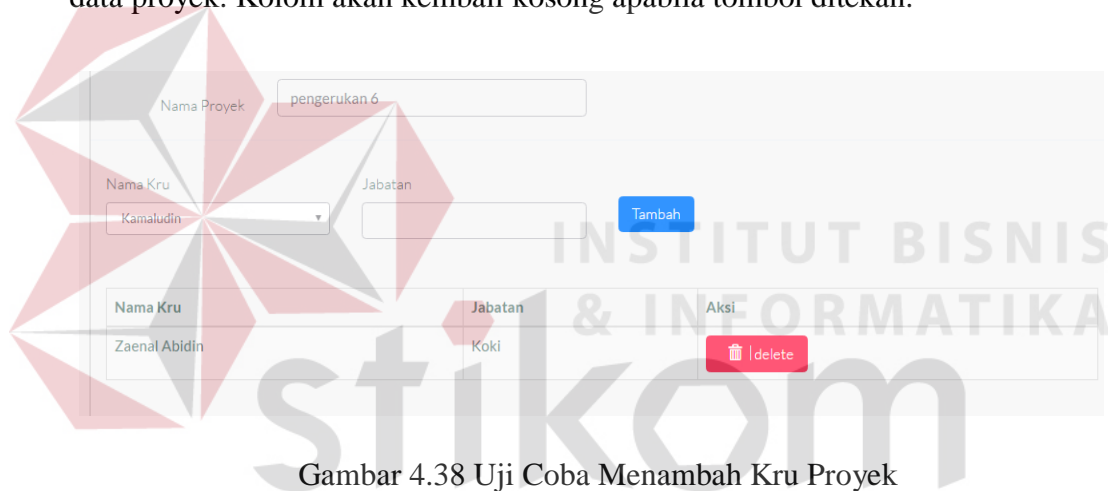 data proyek. Kolom akan kembali kosong apabila tombol ditekan.
Nama Proyek pengerukan 6
Nama Kru Jabatan
Kamaludin Tambah
INSTITUT BISNIS
& INFORMATIKA
Nama Kru Jabatan Aksi
Zaenal Abidin Koki delete
stikom
Gambar 4.38 Uji Coba Menambah Kru Proyek